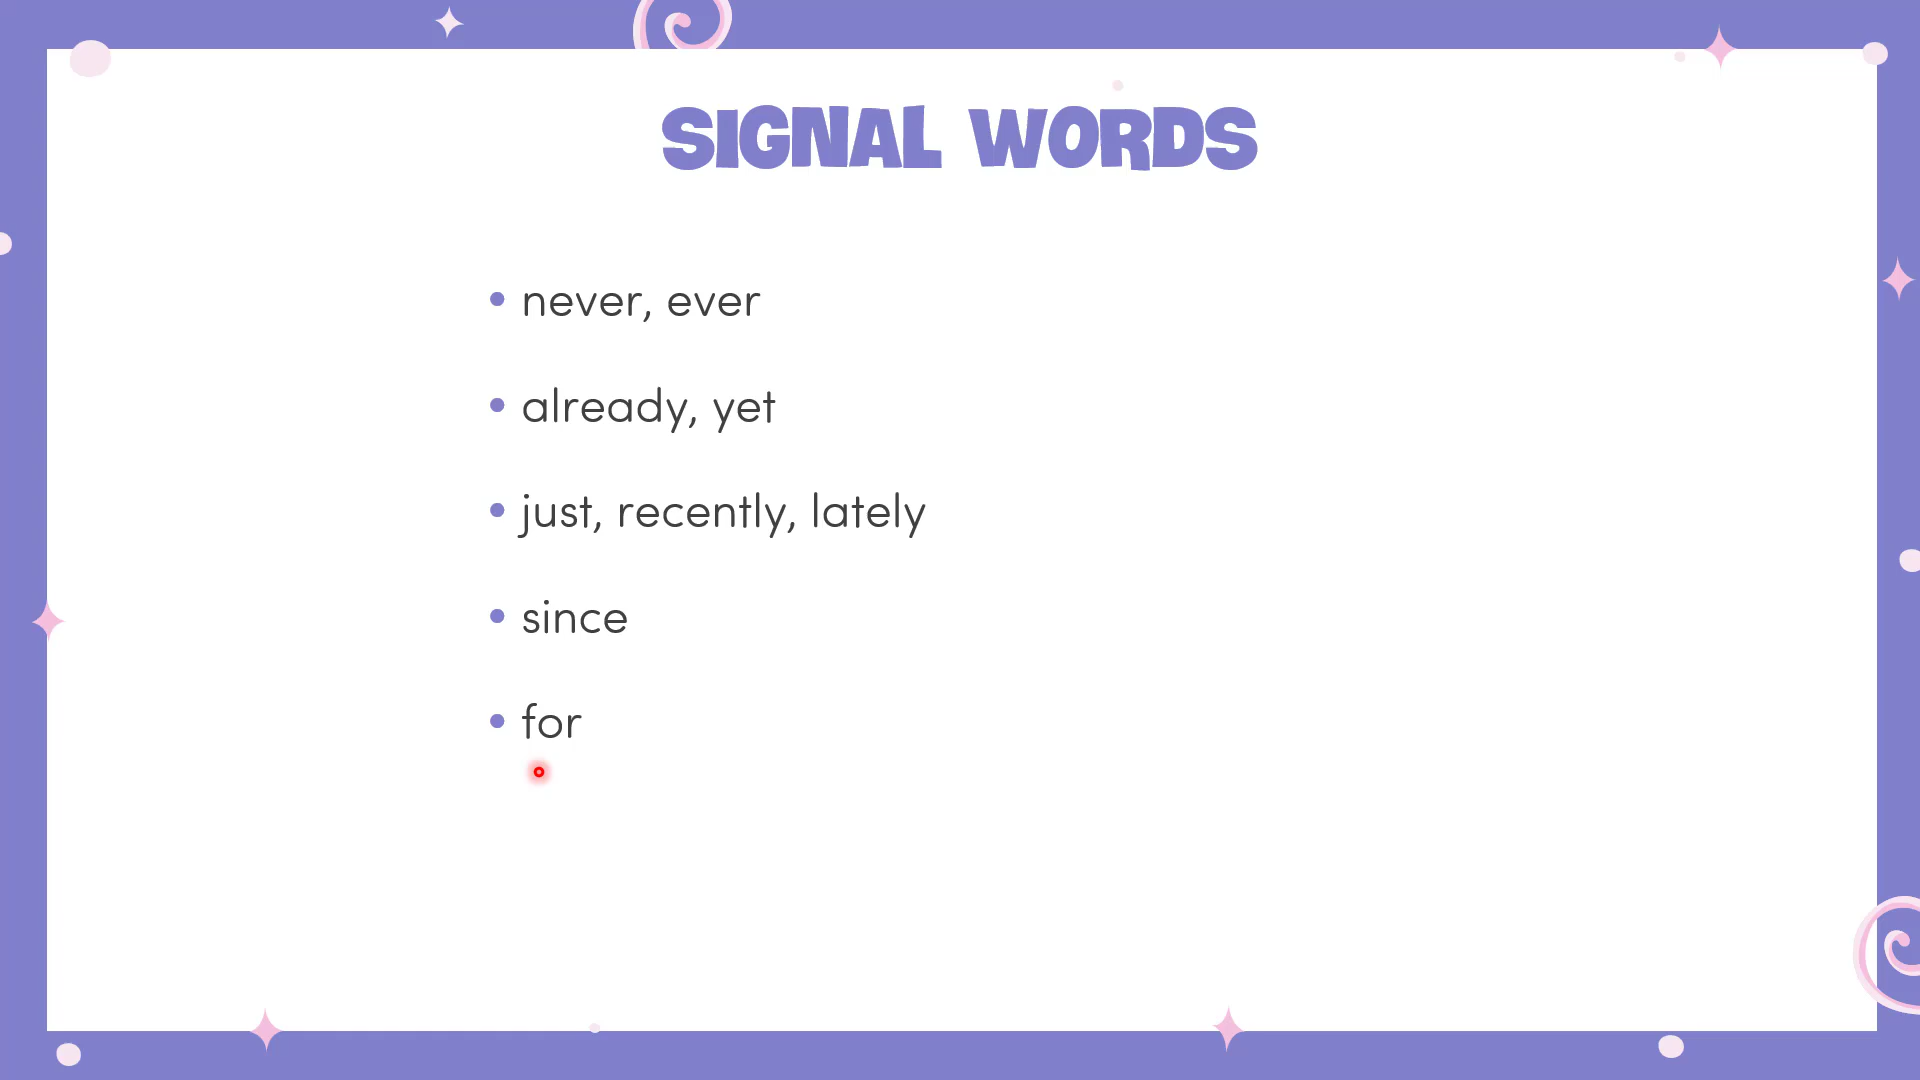 SIGNAL WORDS
• never, ever
• already, yet
• just, recently, lately
• since
• for